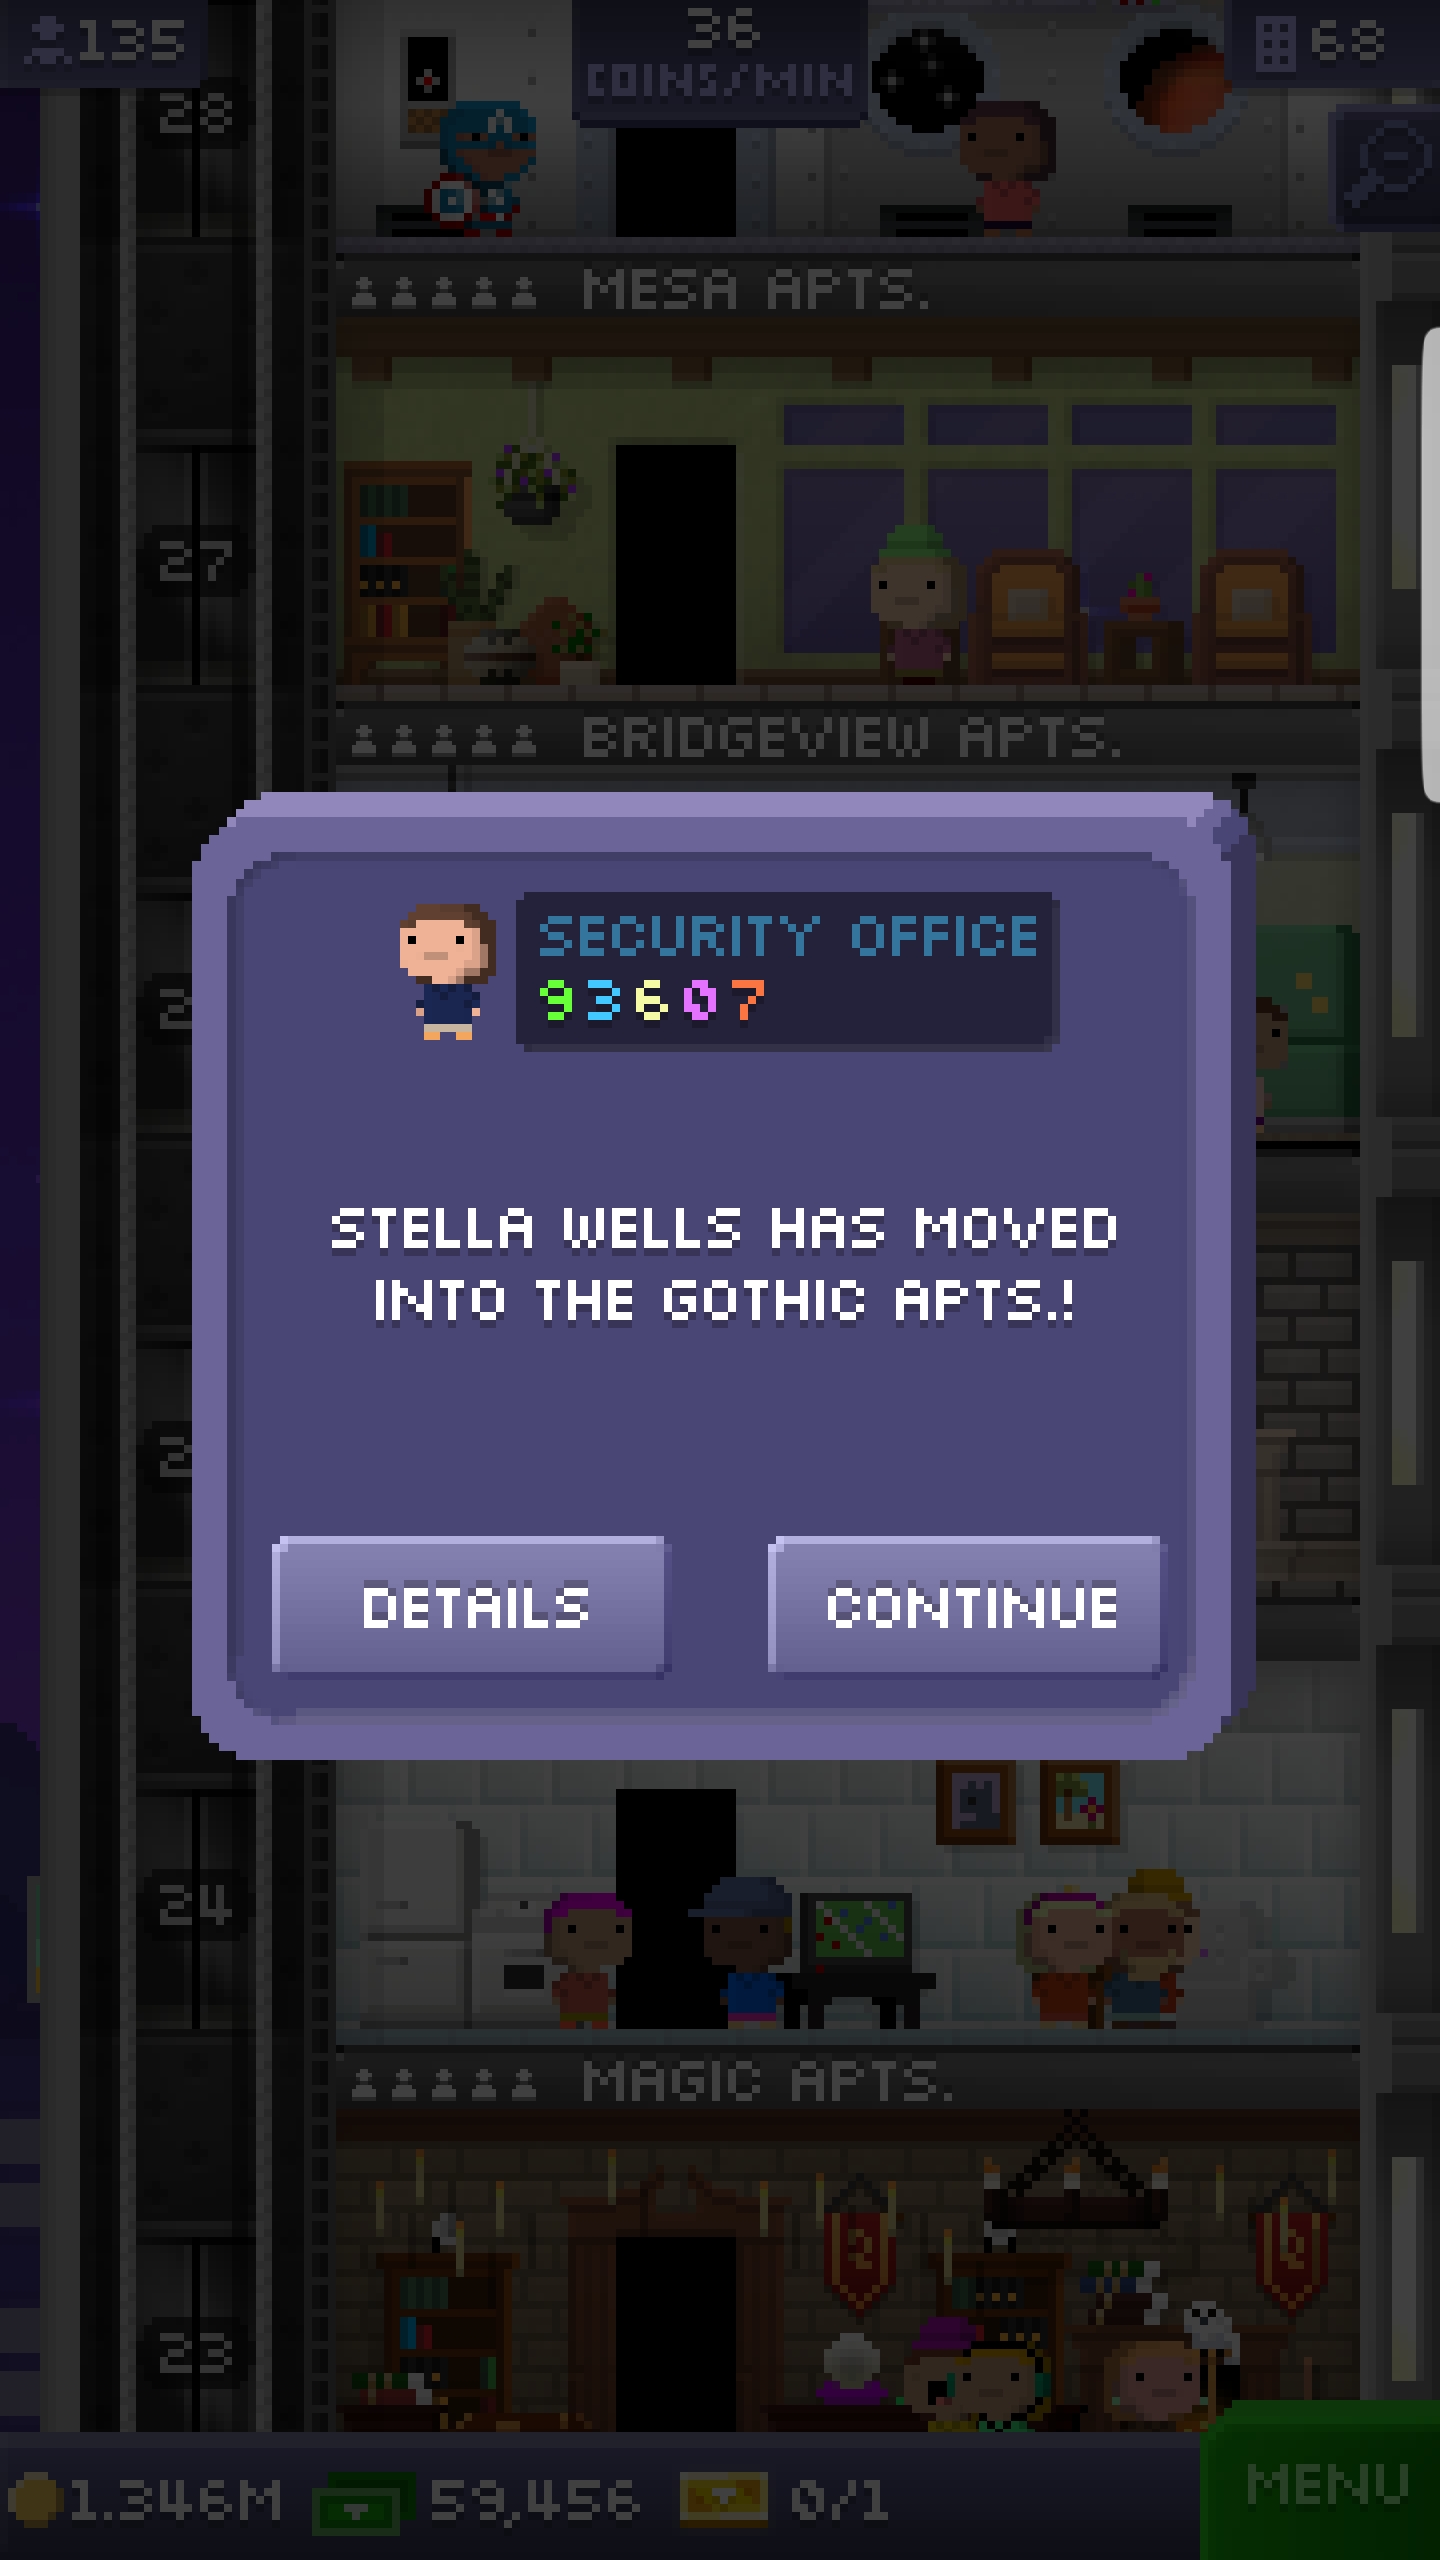 135
36
COINS/MIN
68
28
MESA APTS.
27
BRIDGEVIEW APTS.
SECURITY OFFICE
93607
STELLA WELLS HAS MOVED
INTO THE GOTHIC APTS.!
DETAILS
CONTINUE
24
MAGIC APTS.
23
1.346M
59,456
0/1
MENU